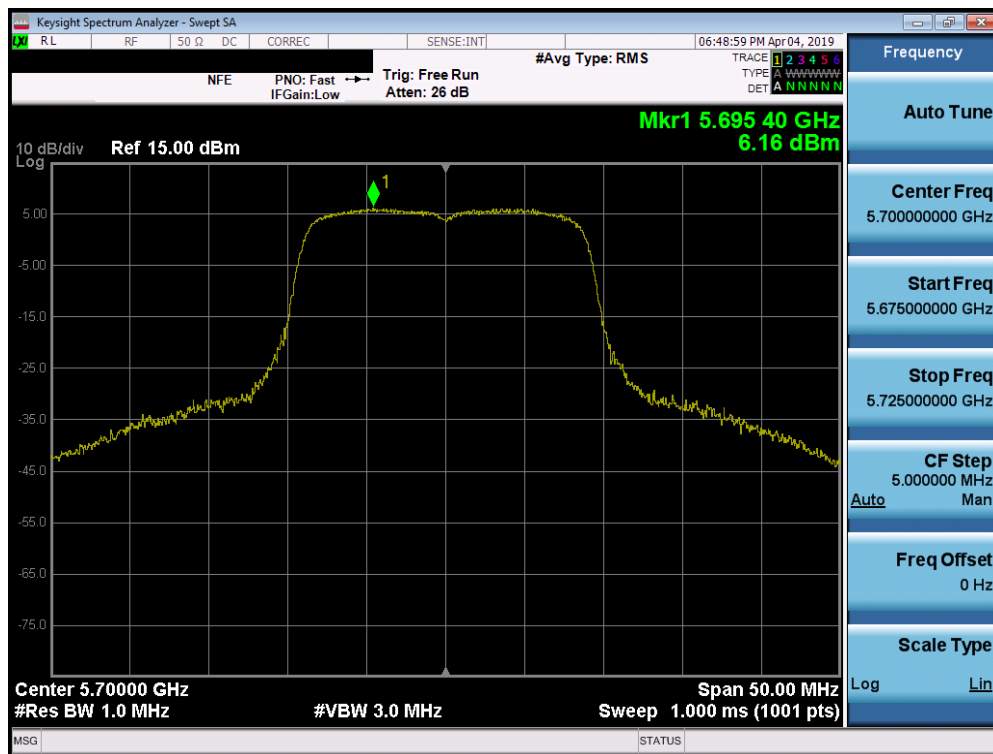 Keysight Spectrum Analyzer - Swept SA
LXI RL RF 50 Ω DC CORREC SENSE:INT 06:48:59 PM Apr 04, 2019
#Avg Type: RMS TRACE 1 2 3 4 5 6
NFE PNO: Fast Trig: Free Run TYPE A WWWWW
IFGain:Low Atten: 26 dB DET A N N N N N
Mkr1 5.695 40 GHz
10 dB/div Ref 15.00 dBm 6.16 dBm
Log
1
5.00
-5.00
-15.0
-25.0
-35.0
-45.0
-55.0
-65.0
-75.0
Center 5.70000 GHz Span 50.00 MHz
#Res BW 1.0 MHz #VBW 3.0 MHz Sweep 1.000 ms (1001 pts)
MSG STATUS
Frequency
Auto Tune
Center Freq
5.700000000 GHz
Start Freq
5.675000000 GHz
Stop Freq
5.725000000 GHz
CF Step
5.000000 MHz
Auto Man
Freq Offset
0 Hz
Scale Type
Log Lin